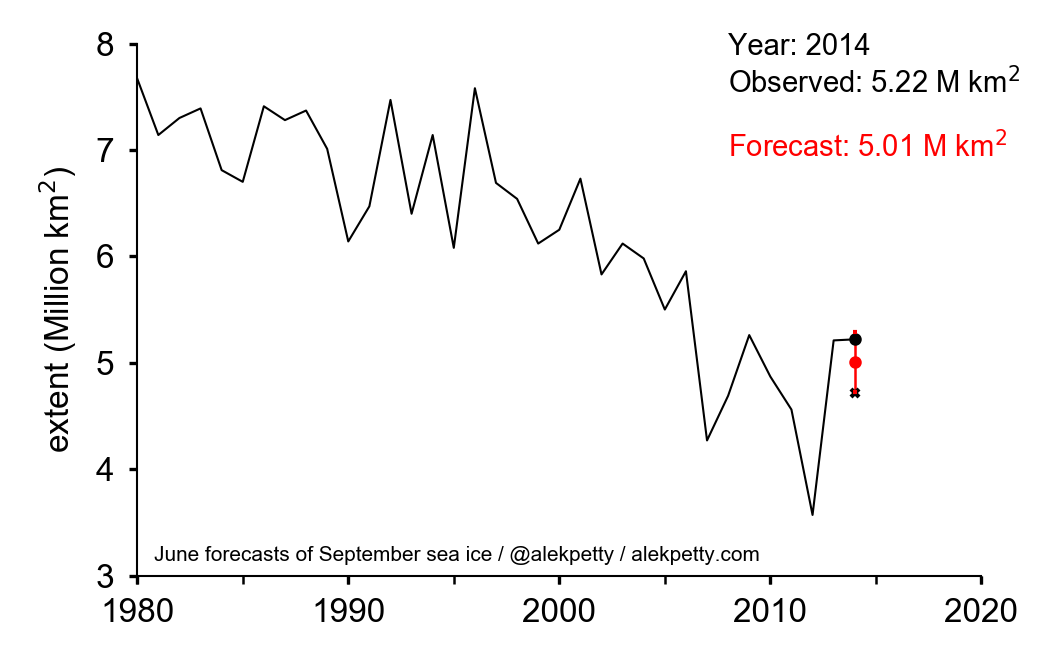 Year: 2014
Observed: 5.22 M km²
Forecast: 5.01 M km²
extent (Million km²)
8
7
6
5
4
3
June forecasts of September sea ice / @alekpetty / alekpetty.com
1980 1990 2000 2010 2020